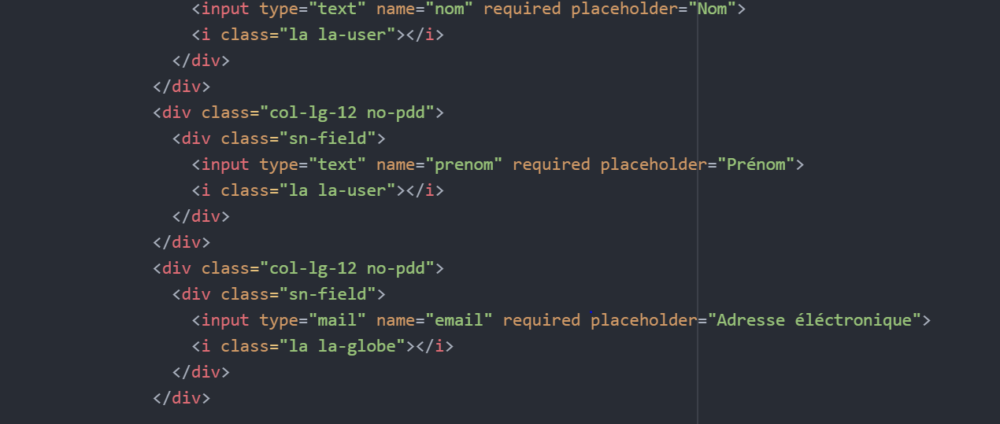 <input type="text" name="nom" required placeholder="Nom">
<i class="la la-user"></i>
</div>
</div>
<div class="col-lg-12 no-pdd">
<div class="sn-field">
<input type="text" name="prenom" required placeholder="Prénom">
<i class="la la-user"></i>
</div>
</div>
<div class="col-lg-12 no-pdd">
<div class="sn-field">
<input type="mail" name="email" required placeholder="Adresse éléctronique">
<i class="la la-globe"></i>
</div>
</div>